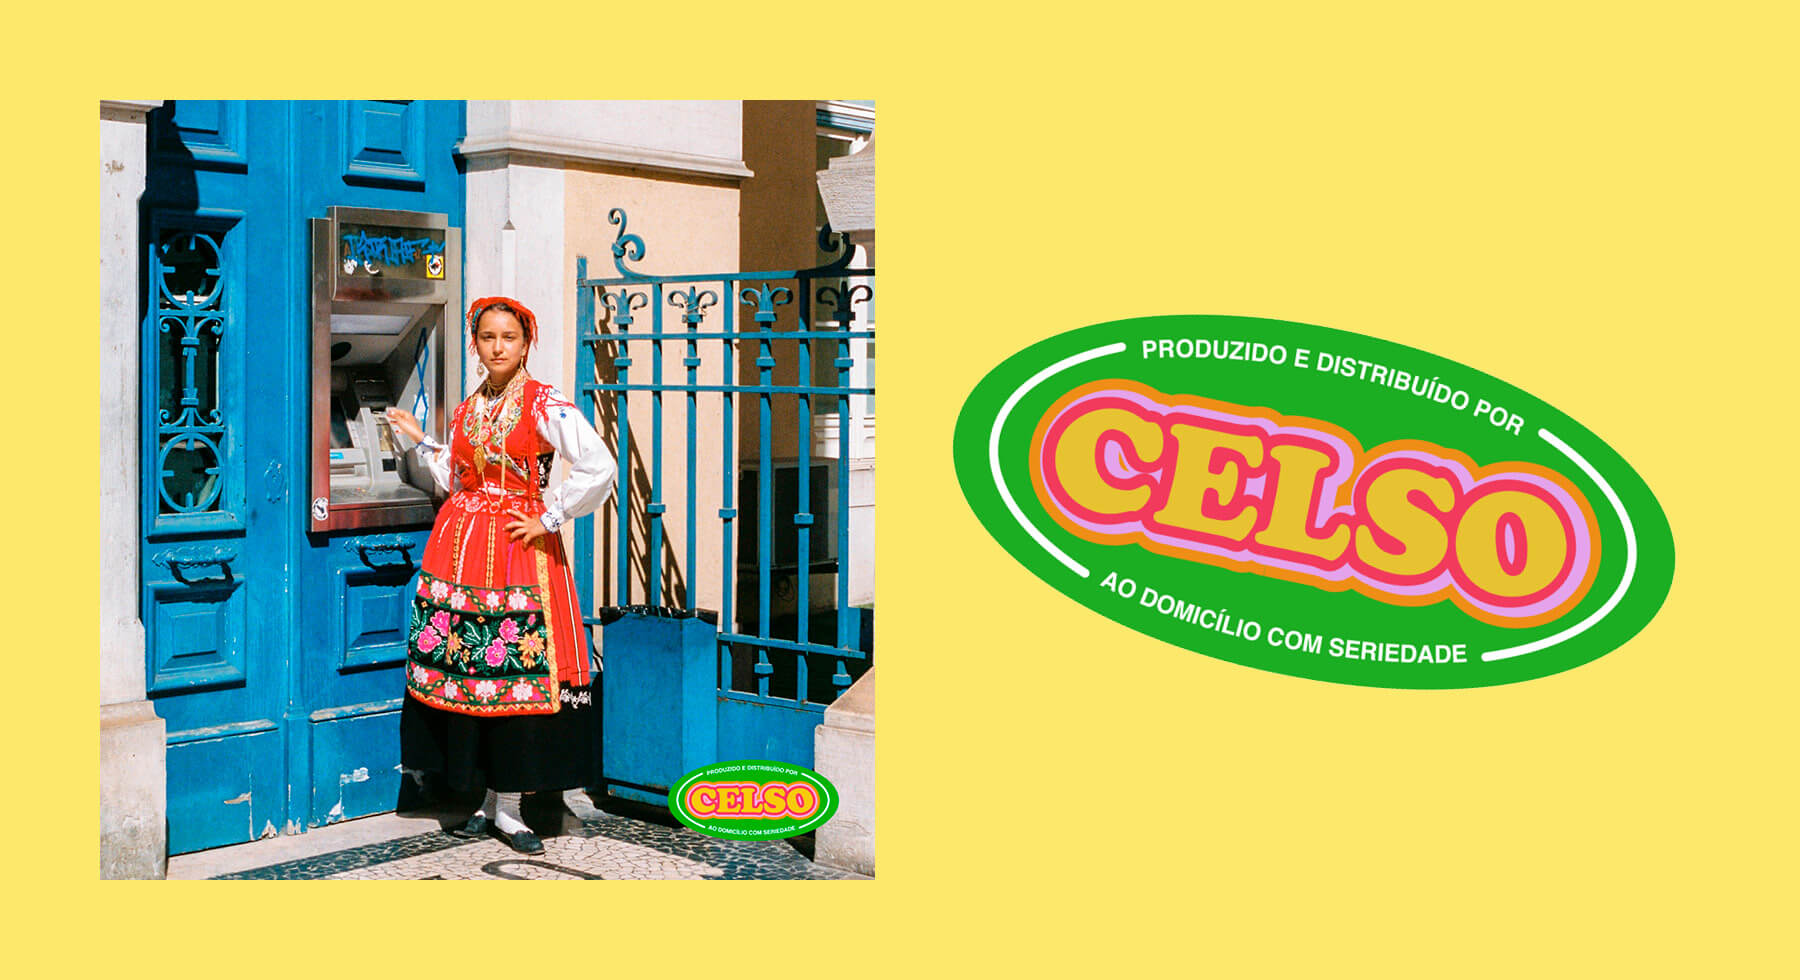 PRODUZIDO E DISTRIBUÍDO POR
CELSO
AO DOMICÍLIO COM SERIEDADE
PRODUZIDO E DISTRIBUÍDO POR
CELSO
AO DOMICÍLIO COM SERIEDADE